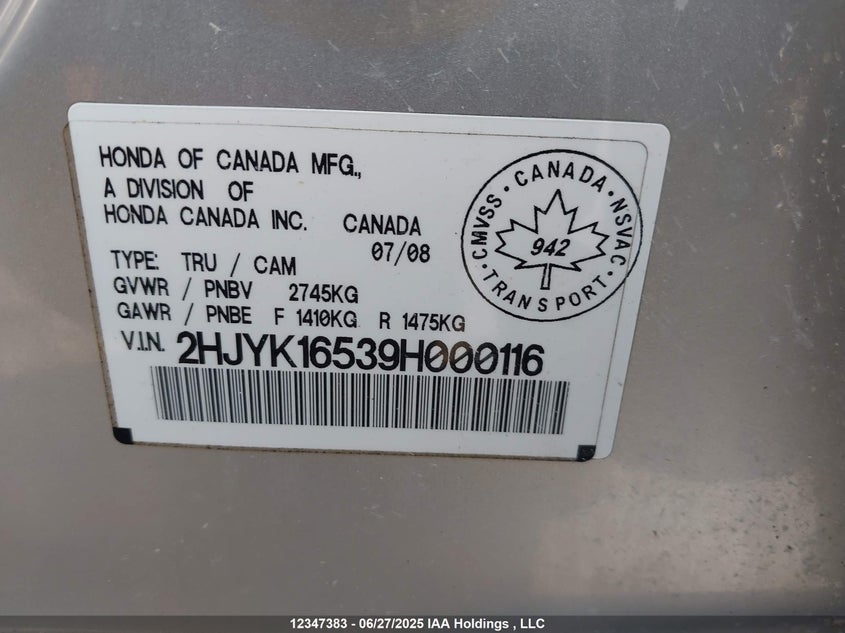 HONDA OF CANADA MFG.,
A DIVISION OF
HONDA CANADA INC. CANADA
07/08
TYPE: TRU / CAM
GVWR / PNBV 2745KG
GAWR / PNBE F 1410KG R 1475KG
V.I.N. 2HJYK16539H000116
CMVSS · CANADA · NSVAC · TRANSPORT ·
942
12347383 - 06/27/2025 IAA Holdings , LLC